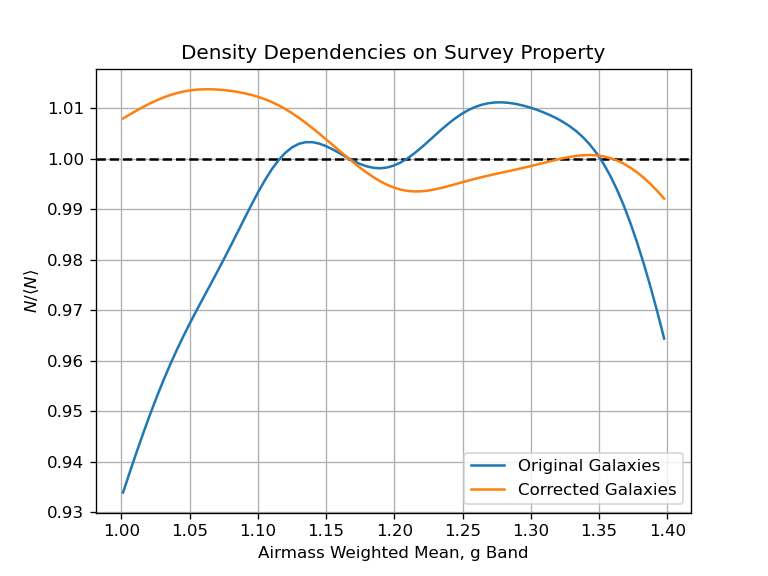 Density Dependencies on Survey Property
1.01
1.00
0.99
0.98
0.97
0.96
0.95
0.94
0.93
N/⟨N⟩
1.00 1.05 1.10 1.15 1.20 1.25 1.30 1.35 1.40
Airmass Weighted Mean, g Band
Original Galaxies
Corrected Galaxies